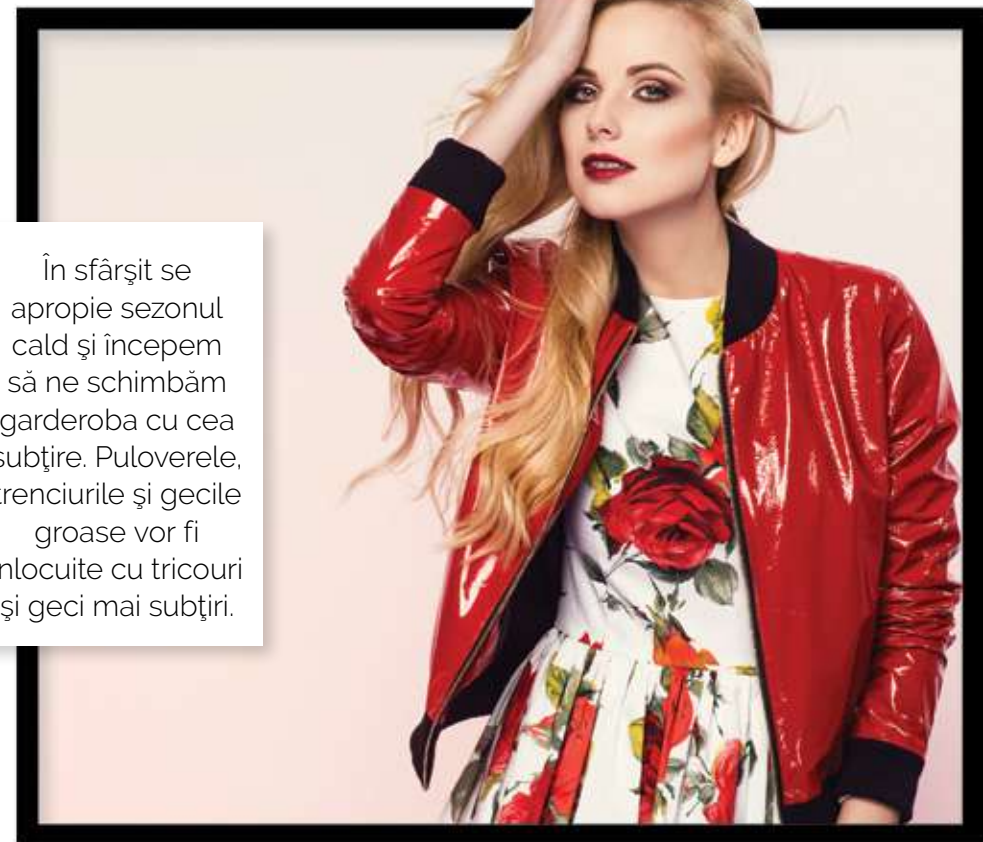 În sfârşit se
apropie sezonul
cald şi începem
să ne schimbăm
garderoba cu cea
subţire. Puloverele,
trenciurile şi gecile
groase vor fi
nlocuite cu tricouri
şi geci mai subţiri.